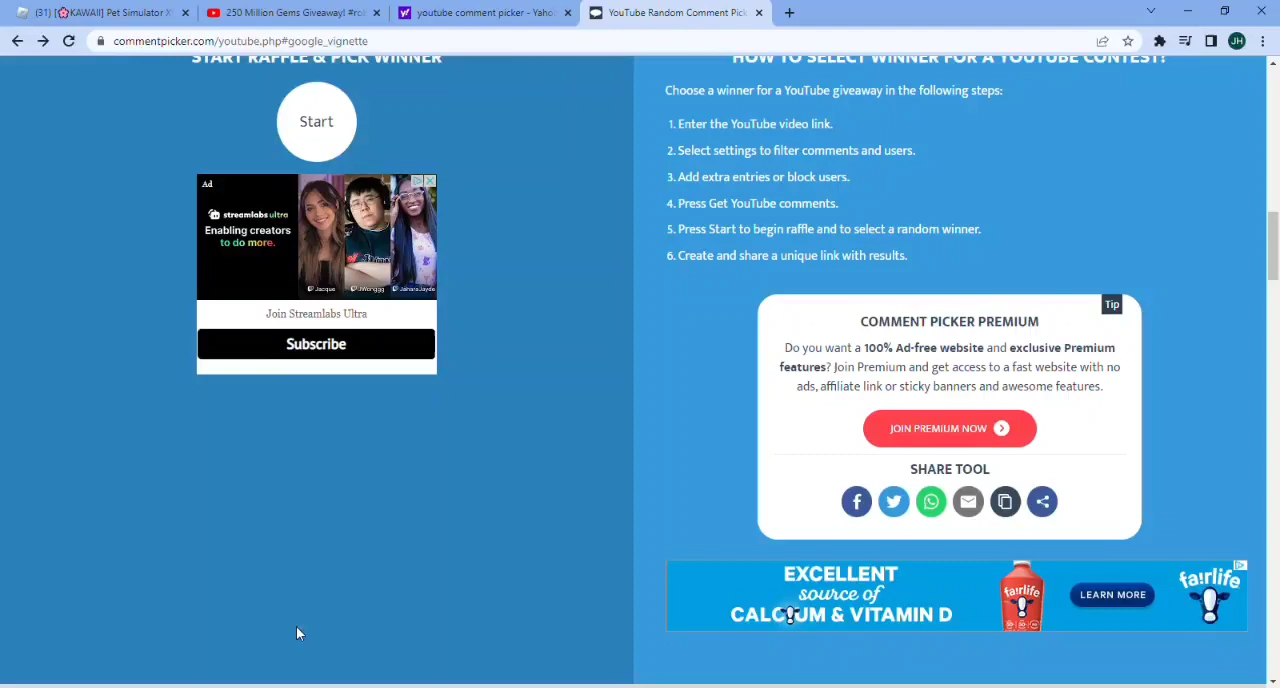 (31) [🌸KAWAII] Pet Simulator X
250 Million Gems Giveaway! #rob
youtube comment picker - Yaho
YouTube Random Comment Pick
commentpicker.com/youtube.php#google_vignette
JH
START RAFFLE & PICK WINNER
Start
Ad
streamlabs ultra
Enabling creators
to do more.
Jacque
JWonggg
JaharaJayde
Join Streamlabs Ultra
Subscribe
HOW TO SELECT WINNER FOR A YOUTUBE CONTEST?
Choose a winner for a YouTube giveaway in the following steps:
1. Enter the YouTube video link.
2. Select settings to filter comments and users.
3. Add extra entries or block users.
4. Press Get YouTube comments.
5. Press Start to begin raffle and to select a random winner.
6. Create and share a unique link with results.
Tip
COMMENT PICKER PREMIUM
Do you want a 100% Ad-free website and exclusive Premium
features? Join Premium and get access to a fast website with no
ads, affiliate link or sticky banners and awesome features.
JOIN PREMIUM NOW
SHARE TOOL
EXCELLENT
source of
CALCIUM & VITAMIN D
fairlife
LEARN MORE
fairlife